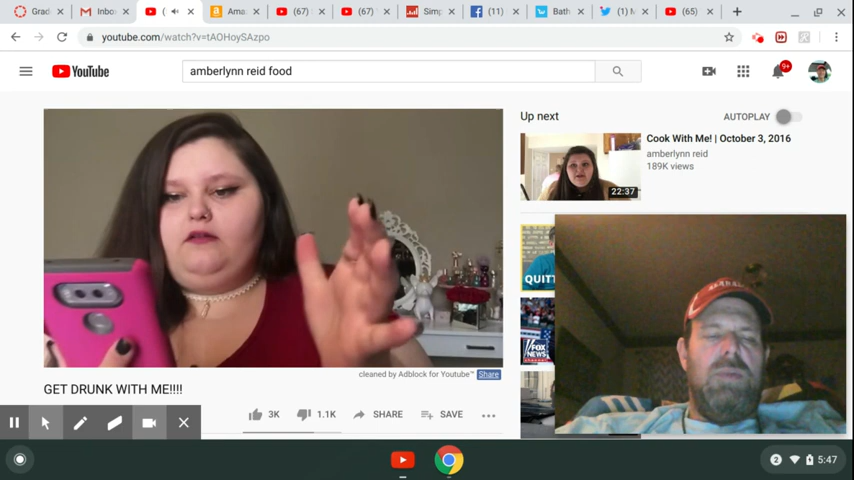 Grad
Inbo
(
Ama
(67)
(67)
Simp
(11)
Bath
(1) M
(65)
youtube.com/watch?v=tAOHoySAzpo
YouTube
amberlynn reid food
9+
Up next
AUTOPLAY
Cook With Me! | October 3, 2016
amberlynn reid
189K views
22:37
QUIT
FOX
NEWS
ALABAMA
cleaned by Adblock for Youtube™ Share
GET DRUNK WITH ME!!!!
3K
1.1K
SHARE
SAVE
2
5:47